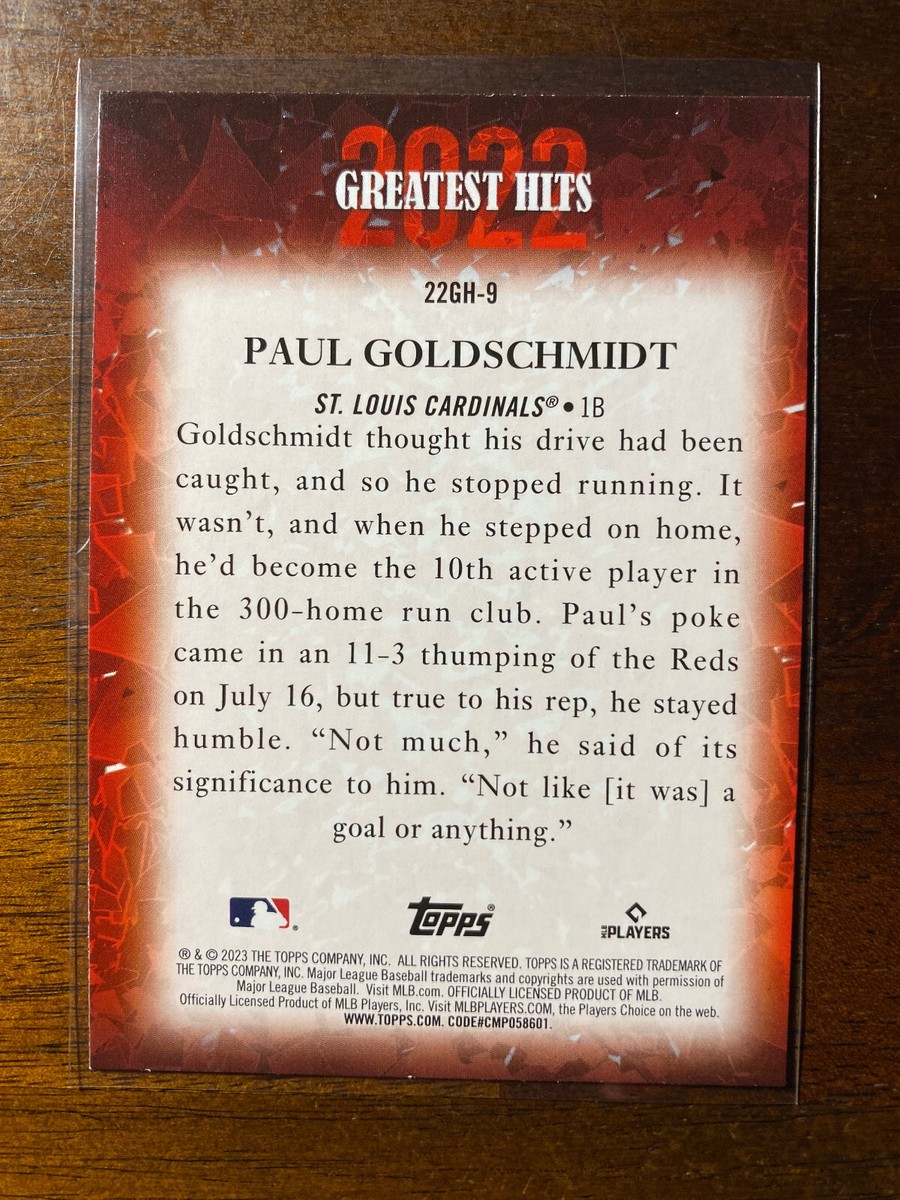 2022
GREATEST HITS
22GH-9
PAUL GOLDSCHMIDT
ST. LOUIS CARDINALS® • 1B
Goldschmidt thought his drive had been
caught, and so he stopped running. It
wasn't, and when he stepped on home,
he'd become the 10th active player in
the 300-home run club. Paul's poke
came in an 11-3 thumping of the Reds
on July 16, but true to his rep, he stayed
humble. “Not much,” he said of its
significance to him. “Not like [it was] a
goal or anything.”
®
Topps®
MLB PLAYERS
® & © 2023 THE TOPPS COMPANY, INC. ALL RIGHTS RESERVED. TOPPS IS A REGISTERED TRADEMARK OF
THE TOPPS COMPANY, INC. Major League Baseball trademarks and copyrights are used with permission of
Major League Baseball. Visit MLB.com. OFFICIALLY LICENSED PRODUCT OF MLB.
Officially Licensed Product of MLB Players, Inc. Visit MLBPLAYERS.COM, the Players Choice on the web.
WWW.TOPPS.COM. CODE#CMP058601.